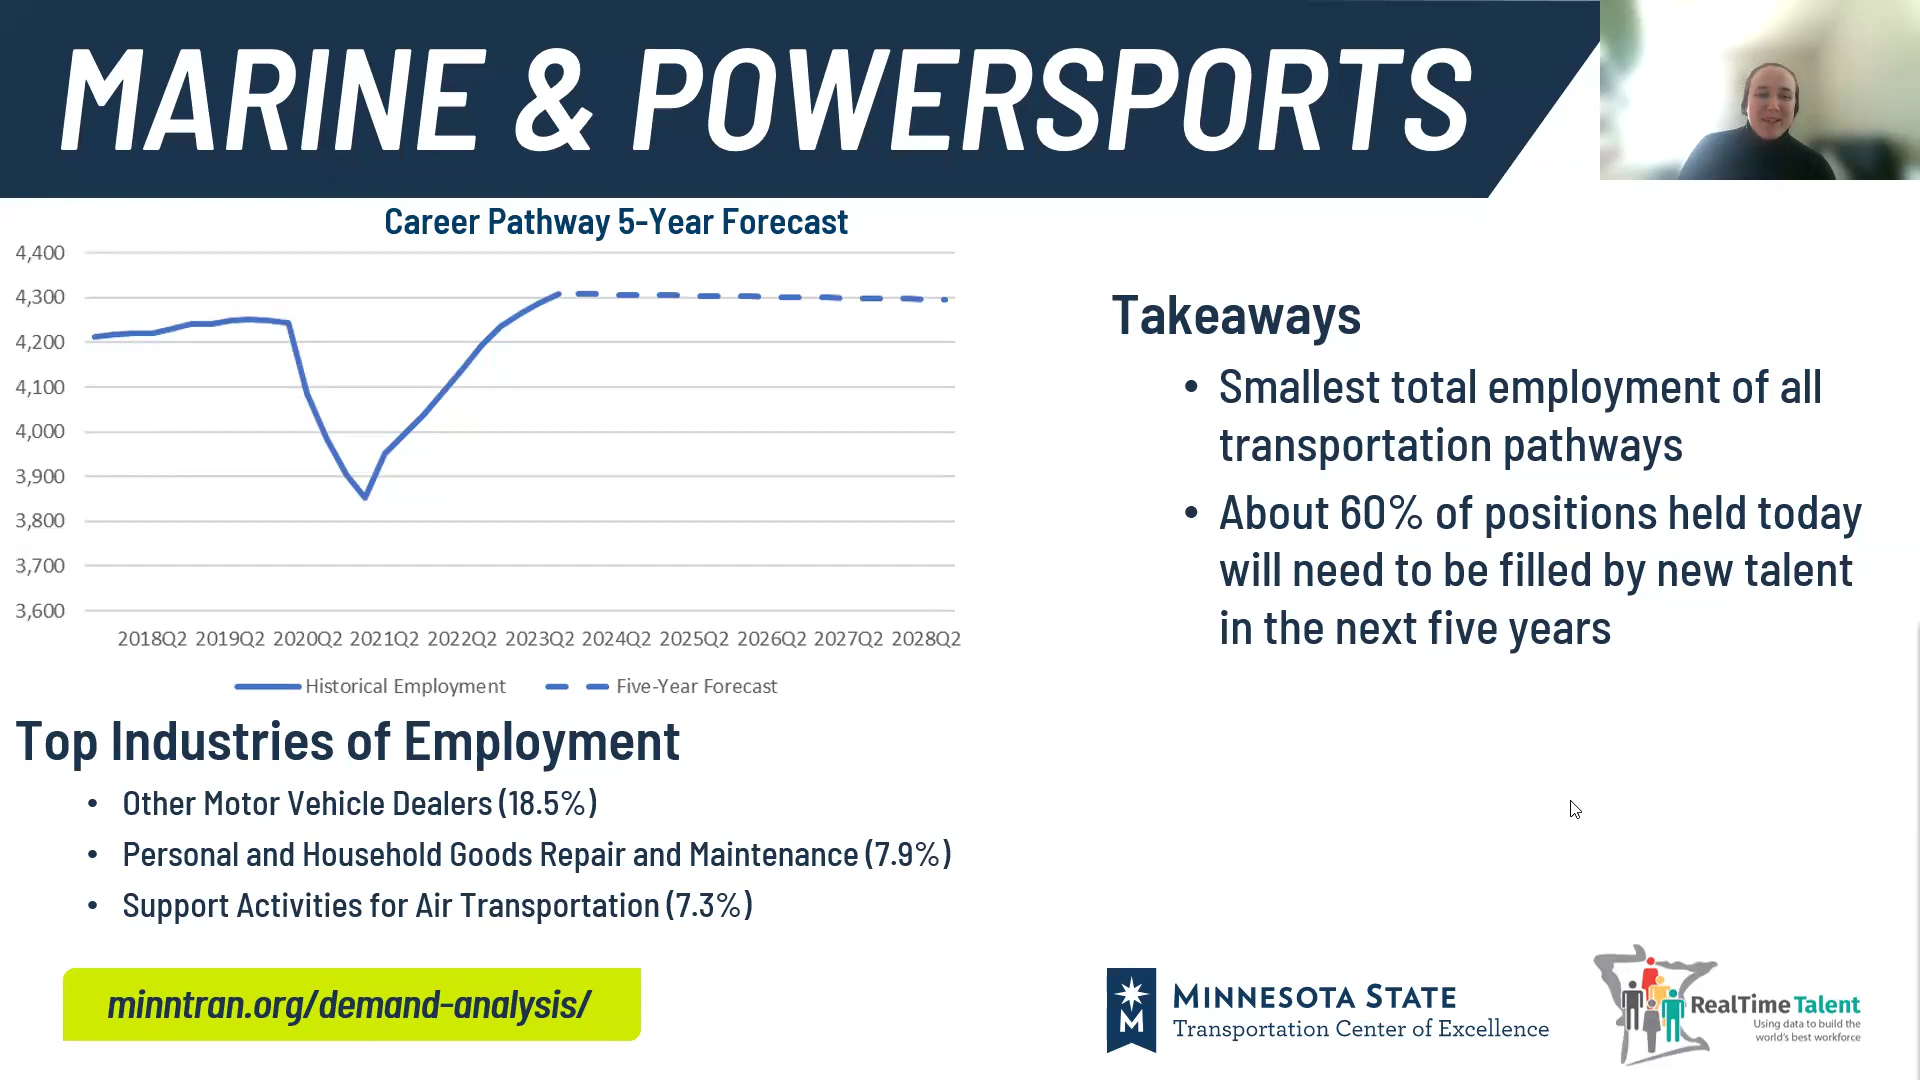 MARINE & POWERSPORTS
Career Pathway 5-Year Forecast
4,400
4,300
4,200
4,100
4,000
3,900
3,800
3,700
3,600
2018Q2 2019Q2 2020Q2 2021Q2 2022Q2 2023Q2 2024Q2 2025Q2 2026Q2 2027Q2 2028Q2
Historical Employment Five-Year Forecast
Takeaways
• Smallest total employment of all
transportation pathways
• About 60% of positions held today
will need to be filled by new talent
in the next five years
Top Industries of Employment
• Other Motor Vehicle Dealers (18.5%)
• Personal and Household Goods Repair and Maintenance (7.9%)
• Support Activities for Air Transportation (7.3%)
minntran.org/demand-analysis/
M
MINNESOTA STATE
Transportation Center of Excellence
RealTime Talent
Using data to build the
world's best workforce